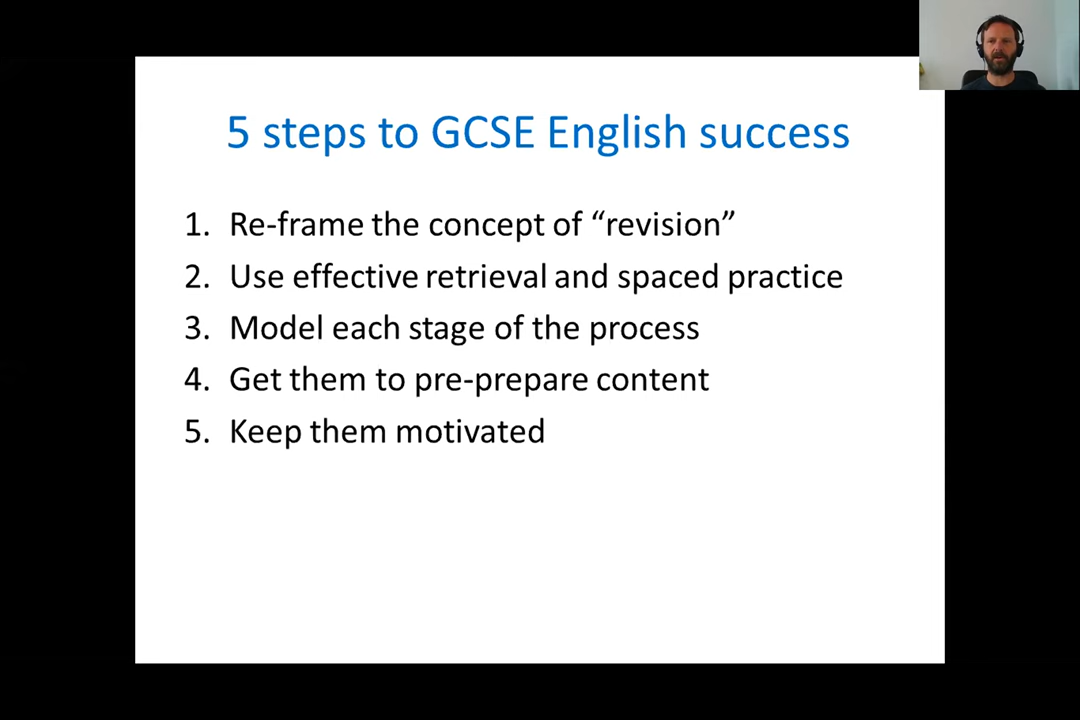 5 steps to GCSE English success
1. Re-frame the concept of “revision”
2. Use effective retrieval and spaced practice
3. Model each stage of the process
4. Get them to pre-prepare content
5. Keep them motivated